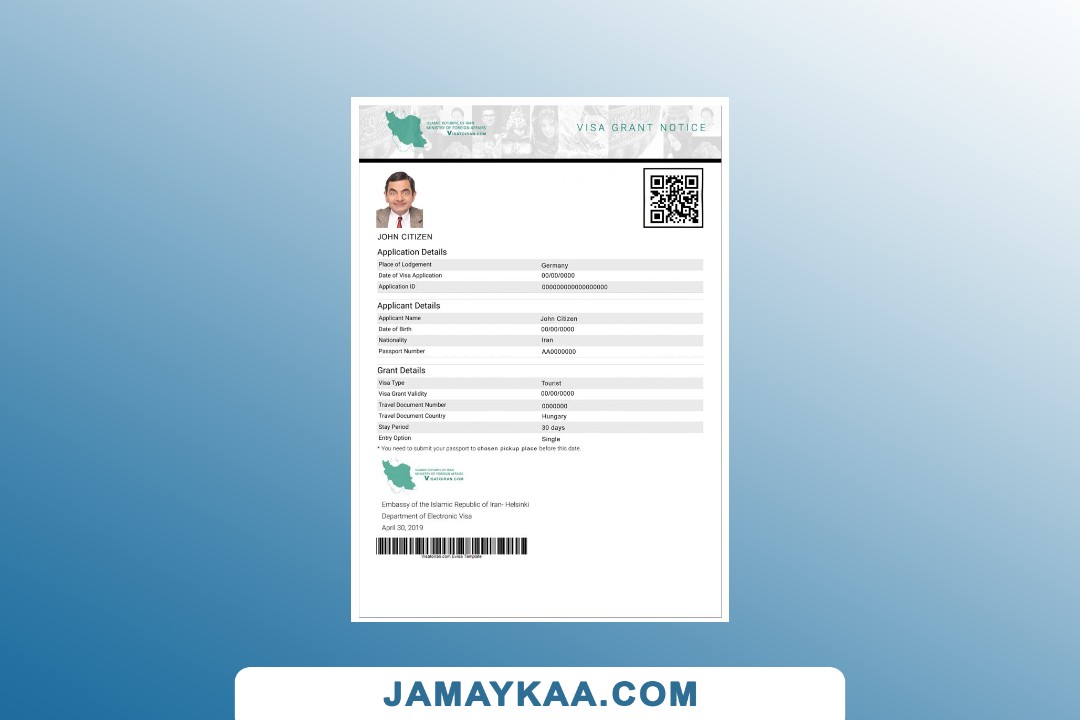 ISLAMIC REPUBLIC OF IRAN
MINISTRY OF FOREIGN AFFAIRS
VISATOIRAN.COM
VISA GRANT NOTICE
JOHN CITIZEN
Application Details
Place of Lodgement Germany
Date of Visa Application 00/00/0000
Application ID 000000000000000000
Applicant Details
Applicant Name John Citizen
Date of Birth 00/00/0000
Nationality Iran
Passport Number AA0000000
Grant Details
Visa Type Tourist
Visa Grant Validity 00/00/0000
Travel Document Number 0000000
Travel Document Country Hungary
Stay Period 30 days
Entry Option Single
* You need to submit your passport to chosen pickup place before this date.
ISLAMIC REPUBLIC OF IRAN
MINISTRY OF FOREIGN AFFAIRS
VISATOIRAN.COM
Embassy of the Islamic Republic of Iran- Helsinki
Department of Electronic Visa
April 30, 2019
visatoiran.com Evisa Template
JAMAYKAA.COM